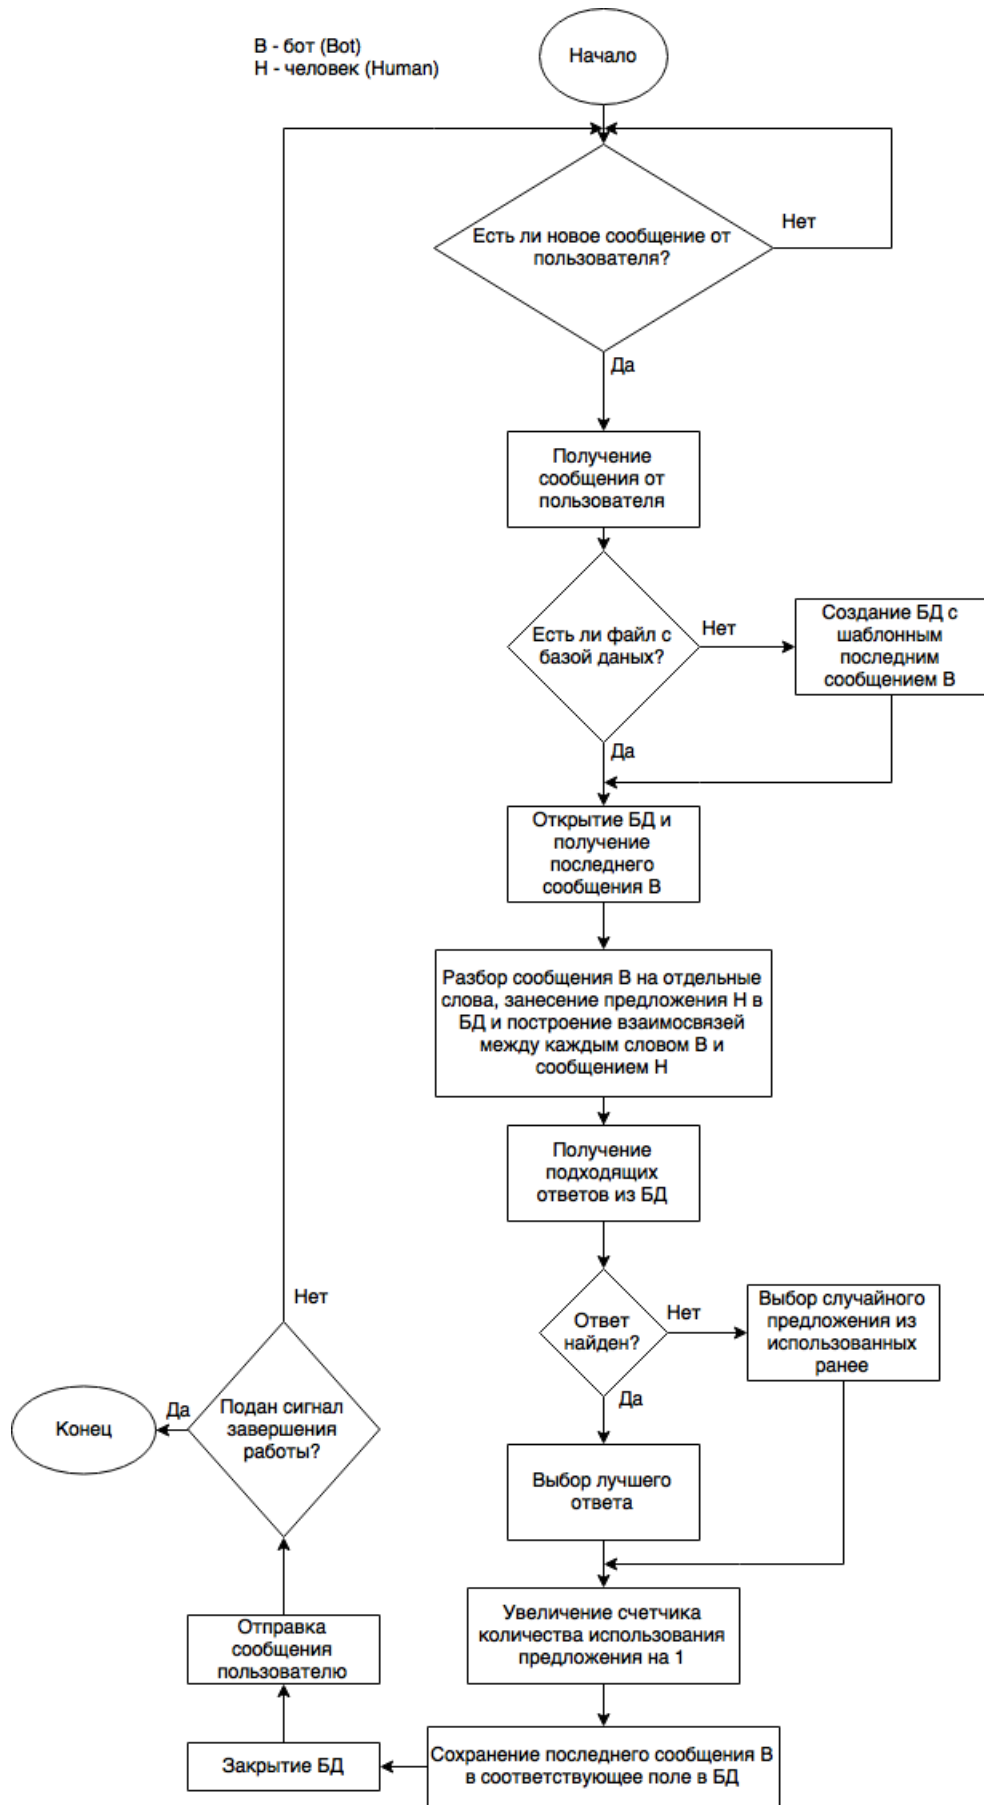 B - бот (Bot)
Н - человек (Human)
Начало
Есть ли новое сообщение от
пользователя?
Нет
Да
Получение
сообщения от
пользователя
Есть ли файл с
базой даных?
Нет
Создание БД с
шаблонным
последним
сообщением В
Да
Открытие БД и
получение
последнего
сообщения В
Разбор сообщения В на отдельные
слова, занесение предложения Н в
БД и построение взаимосвязей
между каждым словом В и
сообщением Н
Получение
подходящих
ответов из БД
Ответ
найден?
Нет
Выбор случайного
предложения из
использованных
ранее
Да
Выбор лучшего
ответа
Увеличение счетчика
количества использования
предложения на 1
Сохранение последнего сообщения В
в соответствующее поле в БД
Закрытие БД
Отправка
сообщения
пользователю
Подан сигнал
завершения
работы?
Нет
Да
Конец